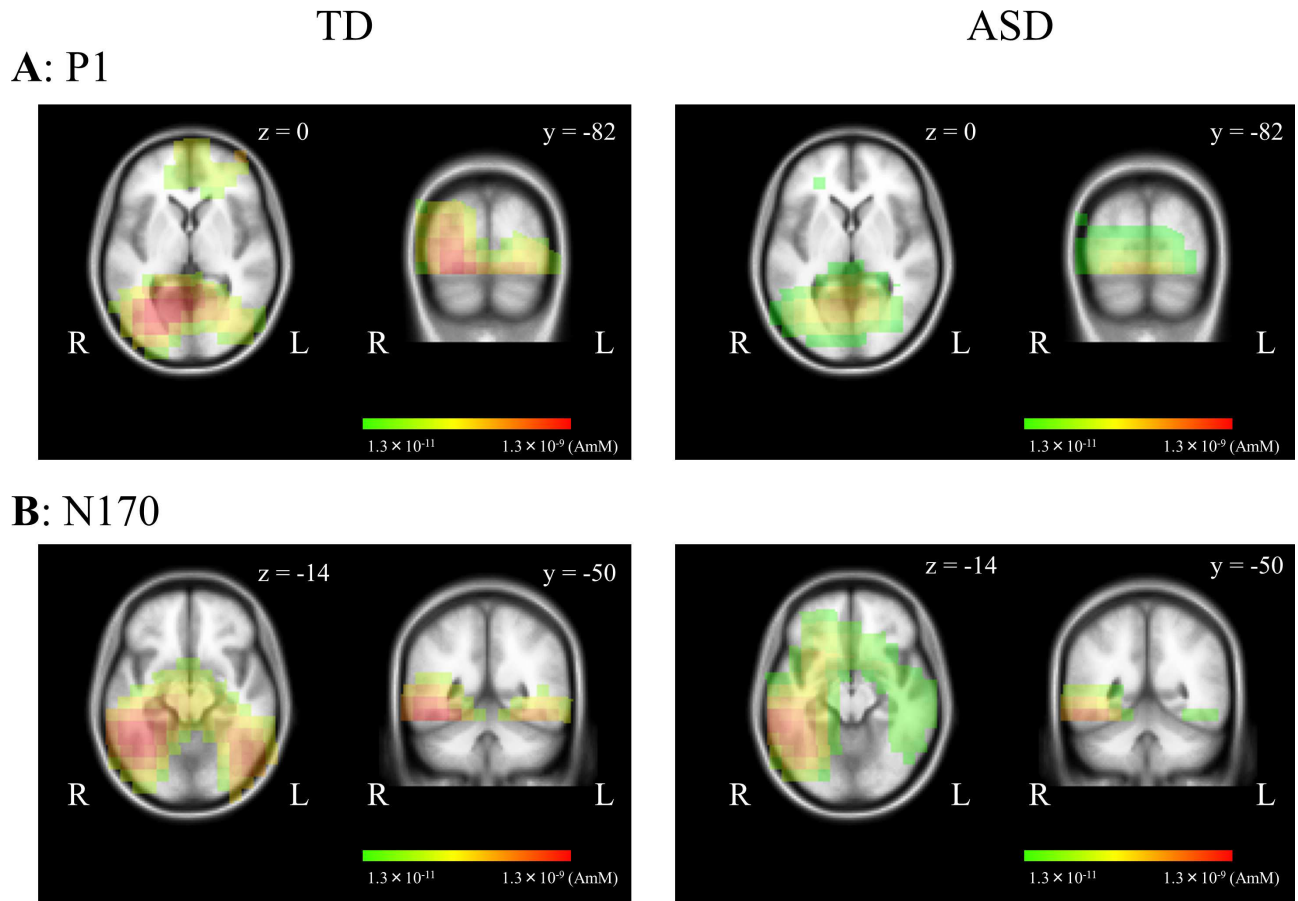 TD ASD
A: P1
z = 0 y = -82 z = 0 y = -82
R L R L R L R L
1.3 × 10⁻¹¹ 1.3 × 10⁻⁹ (AmM) 1.3 × 10⁻¹¹ 1.3 × 10⁻⁹ (AmM)
B: N170
z = -14 y = -50 z = -14 y = -50
R L R L R L R L
1.3 × 10⁻¹¹ 1.3 × 10⁻⁹ (AmM) 1.3 × 10⁻¹¹ 1.3 × 10⁻⁹ (AmM)